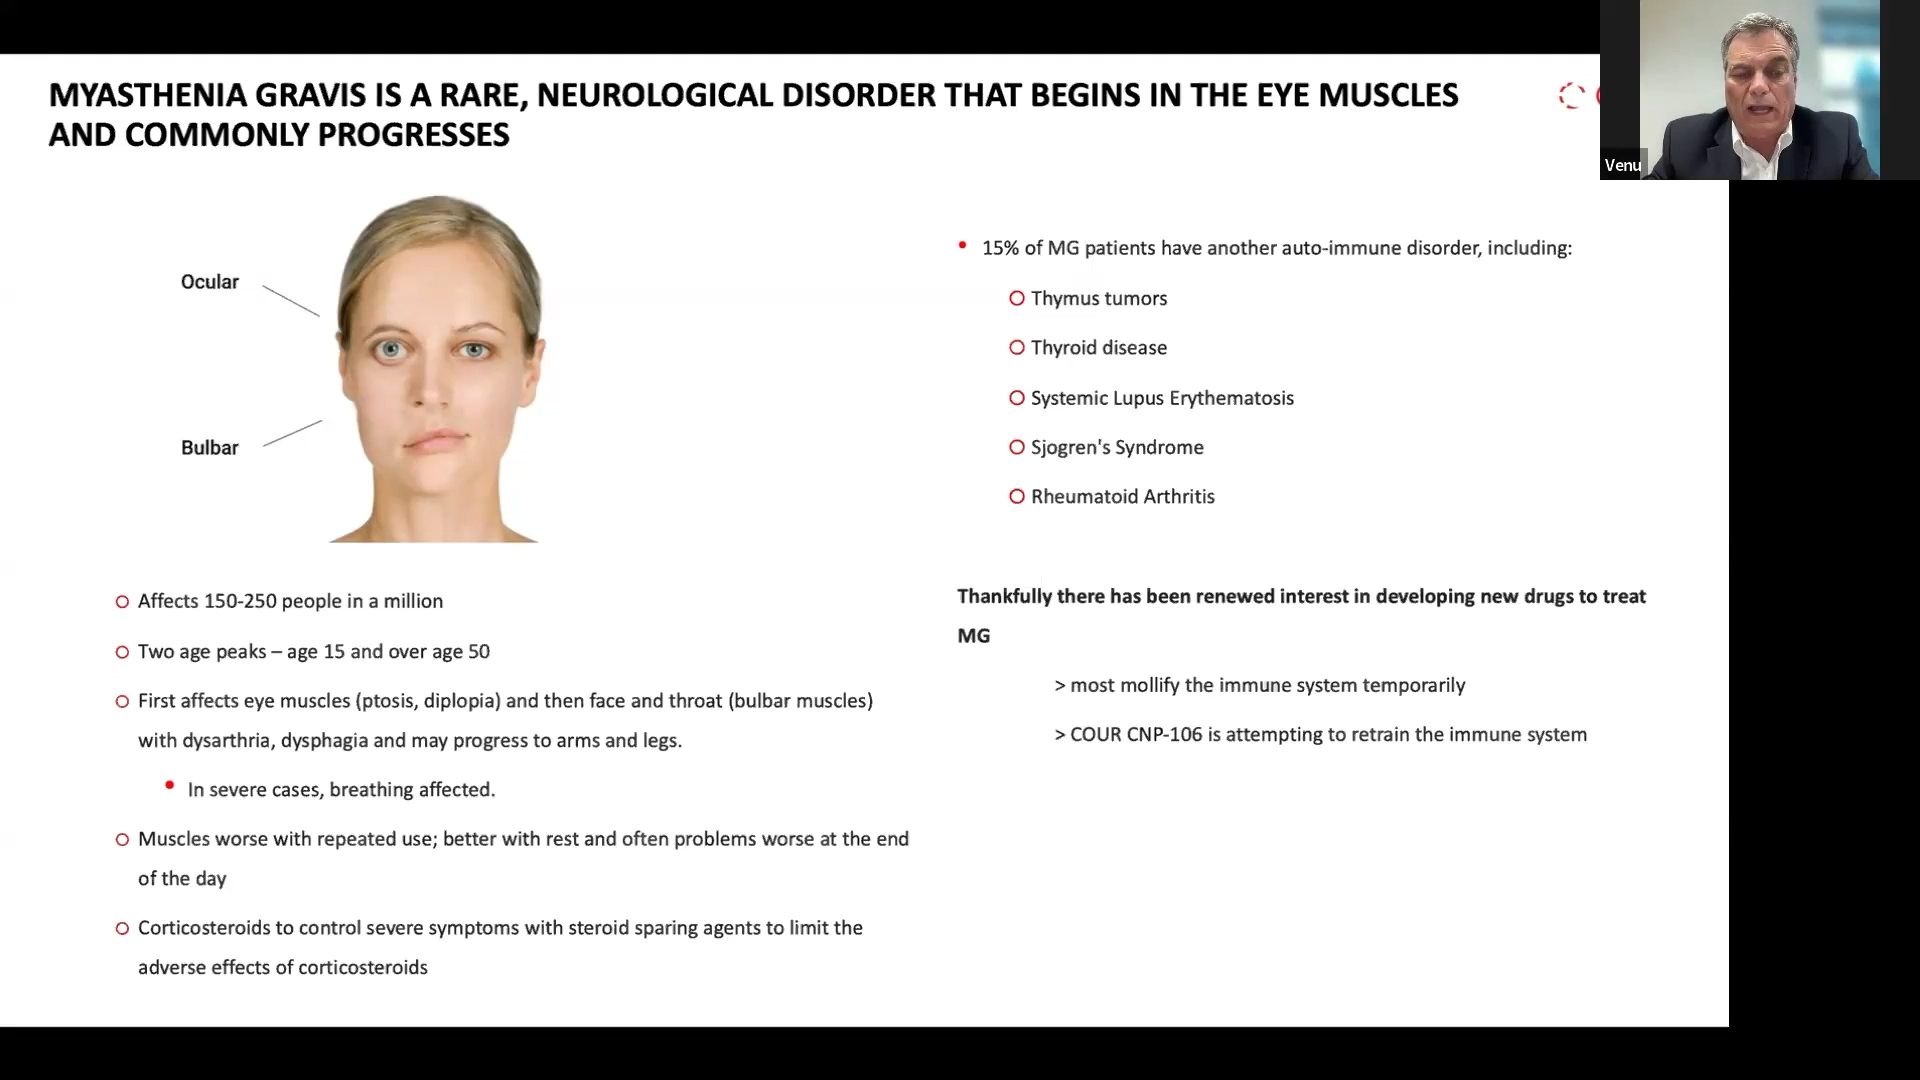 MYASTHENIA GRAVIS IS A RARE, NEUROLOGICAL DISORDER THAT BEGINS IN THE EYE MUSCLES
AND COMMONLY PROGRESSES
Venu
Ocular
Bulbar
○ Affects 150-250 people in a million
○ Two age peaks – age 15 and over age 50
○ First affects eye muscles (ptosis, diplopia) and then face and throat (bulbar muscles)
with dysarthria, dysphagia and may progress to arms and legs.
• In severe cases, breathing affected.
○ Muscles worse with repeated use; better with rest and often problems worse at the end
of the day
○ Corticosteroids to control severe symptoms with steroid sparing agents to limit the
adverse effects of corticosteroids
• 15% of MG patients have another auto-immune disorder, including:
○ Thymus tumors
○ Thyroid disease
○ Systemic Lupus Erythematosis
○ Sjogren's Syndrome
○ Rheumatoid Arthritis
Thankfully there has been renewed interest in developing new drugs to treat
MG
> most mollify the immune system temporarily
> COUR CNP-106 is attempting to retrain the immune system